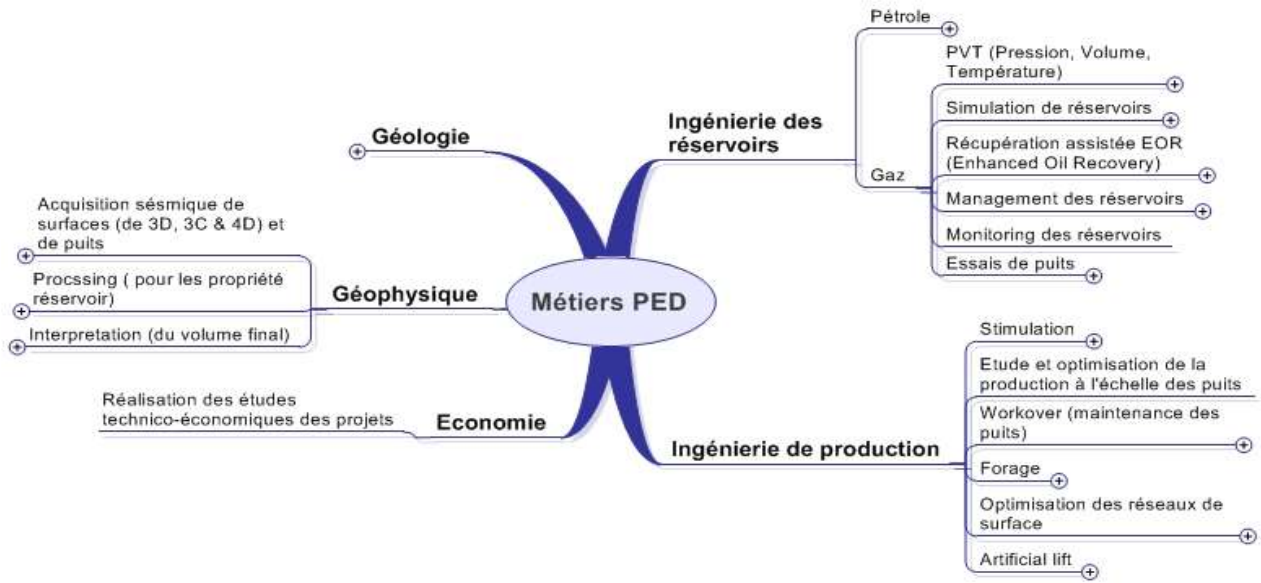 Métiers PED
Géologie
Géophysique
Acquisition sésmique de
surfaces (de 3D, 3C & 4D) et
de puits
Procssing ( pour les propriété
réservoir)
Interpretation (du volume final)
Economie
Réalisation des études
technico-économiques des projets
Ingénierie des
réservoirs
Pétrole
Gaz
PVT (Pression, Volume,
Température)
Simulation de réservoirs
Récupération assistée EOR
(Enhanced Oil Recovery)
Management des réservoirs
Monitoring des réservoirs
Essais de puits
Ingénierie de production
Stimulation
Etude et optimisation de la
production à l'échelle des puits
Workover (maintenance des
puits)
Forage
Optimisation des réseaux de
surface
Artificial lift